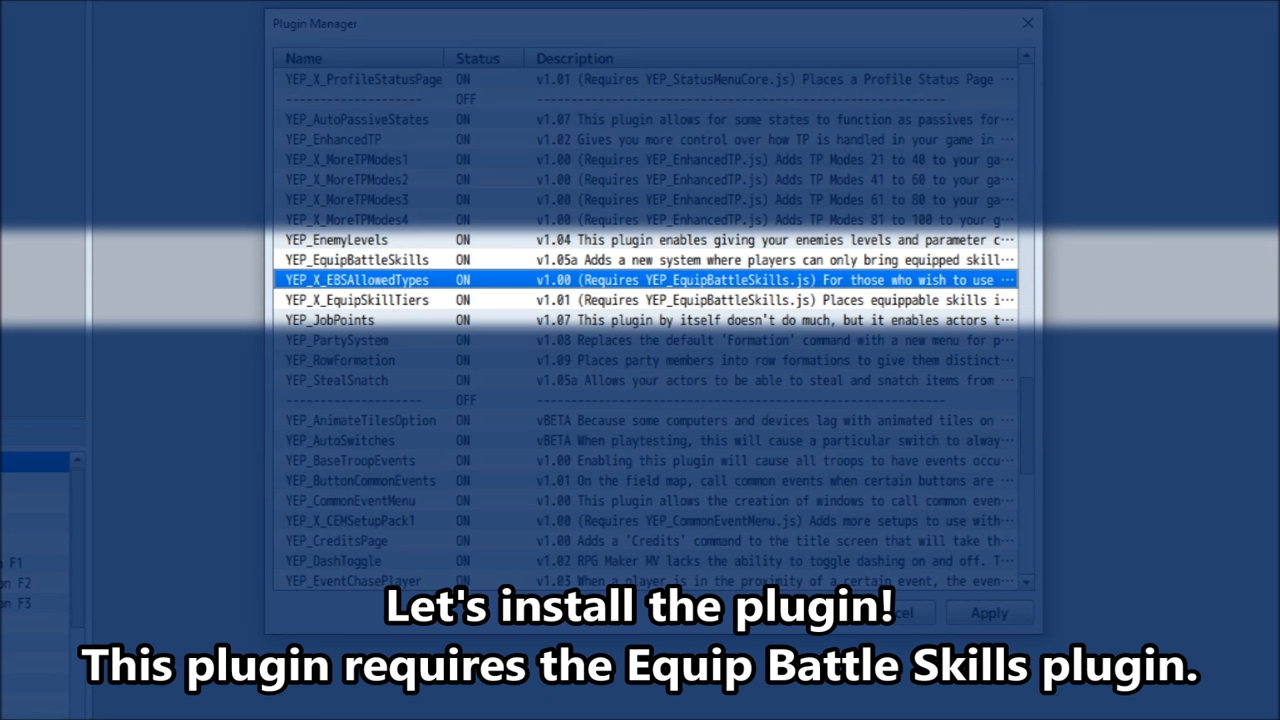 Plugin Manager
Name Status Description
YEP_X_ProfileStatusPage ON v1.01 (Requires YEP_StatusMenuCore.js) Places a Profile Status Page ···
-------------------- OFF ------------------------------------------------------------
YEP_AutoPassiveStates ON v1.07 This plugin allows for some states to function as passives for···
YEP_EnhancedTP ON v1.02 Gives you more control over how TP is handled in your game in ···
YEP_X_MoreTPModes1 ON v1.00 (Requires YEP_EnhancedTP.js) Adds TP Modes 21 to 40 to your ga···
YEP_X_MoreTPModes2 ON v1.00 (Requires YEP_EnhancedTP.js) Adds TP Modes 41 to 60 to your ga···
YEP_X_MoreTPModes3 ON v1.00 (Requires YEP_EnhancedTP.js) Adds TP Modes 61 to 80 to your ga···
YEP_X_MoreTPModes4 ON v1.00 (Requires YEP_EnhancedTP.js) Adds TP Modes 81 to 100 to your g···
YEP_EnemyLevels ON v1.04 This plugin enables giving your enemies levels and parameter c···
YEP_EquipBattleSkills ON v1.05a Adds a new system where players can only bring equipped skill···
YEP_X_EBSAllowedTypes ON v1.00 (Requires YEP_EquipBattleSkills.js) For those who wish to use ···
YEP_X_EquipSkillTiers ON v1.01 (Requires YEP_EquipBattleSkills.js) Places equippable skills i···
YEP_JobPoints ON v1.07 This plugin by itself doesn't do much, but it enables actors t···
YEP_PartySystem ON v1.08 Replaces the default 'Formation' command with a new menu for p···
YEP_RowFormation ON v1.09 Places party members into row formations to give them distinct···
YEP_StealSnatch ON v1.05a Allows your actors to be able to steal and snatch items from ···
-------------------- OFF ------------------------------------------------------------
YEP_AnimateTilesOption ON vBETA Because some computers and devices lag with animated tiles on ···
YEP_AutoSwitches ON vBETA When playtesting, this will cause a particular switch to alway···
YEP_BaseTroopEvents ON v1.00 Enabling this plugin will cause all troops to have events occu···
YEP_ButtonCommonEvents ON v1.01 On the field map, call common events when certain buttons are ···
YEP_CommonEventMenu ON v1.00 This plugin allows the creation of windows to call common even···
YEP_X_CEMSetupPack1 ON v1.00 (Requires YEP_CommonEventMenu.js) Adds more setups to use with···
YEP_CreditsPage ON v1.00 Adds a 'Credits' command to the title screen that will take th···
YEP_DashToggle ON v1.02 RPG Maker MV lacks the ability to toggle dashing on and off. T···
YEP_EventChasePlayer ON v1.03 When a player is in the proximity of a certain event, the even···
F1
on F2
on F3
cel Apply
Let's install the plugin!
This plugin requires the Equip Battle Skills plugin.